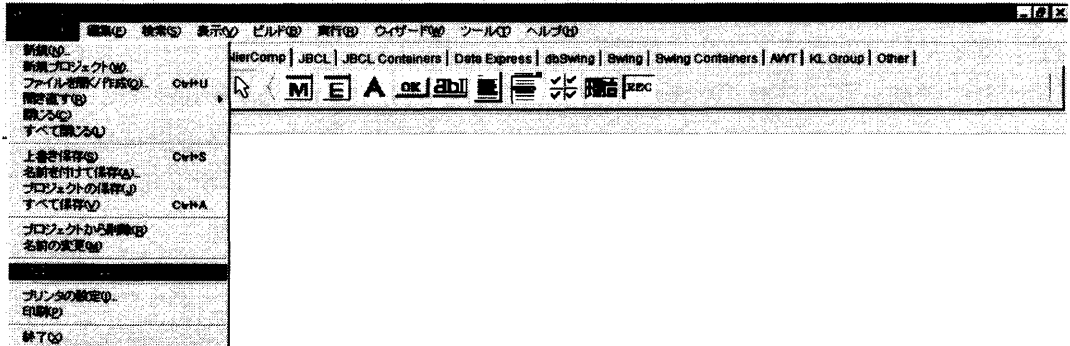 編集(E) 検索(S) 表示(V) ビルド(B) 実行(R) ウィザード(W) ツール(T) ヘルプ(H)
新規(N)...
新規プロジェクト(W)
ファイルを開く/作成(O)... Ctrl+U
開き直す(R)
閉じる(C)
すべて閉じる(L)
上書き保存(S) Ctrl+S
名前を付けて保存(A)...
プロジェクトの保存(J)
すべて保存(V) Ctrl+A
プロジェクトから削除(R)
名前の変更(M)
プリンタの設定(I)...
印刷(P)
終了(X)
JBCL JBCL Containers Data Express dbSwing Swing Swing Containers AWT KL Group Other
M E A OK abI REC